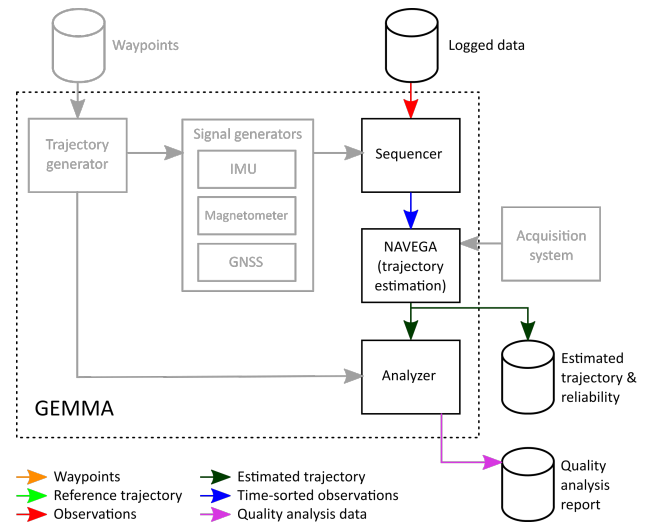 Waypoints
Logged data
Trajectory
generator
Signal generators
IMU
Magnetometer
GNSS
Sequencer
NAVEGA
(trajectory
estimation)
Acquisition
system
Analyzer
Estimated
trajectory &
reliability
GEMMA
Quality
analysis
report
Waypoints
Reference trajectory
Observations
Estimated trajectory
Time-sorted observations
Quality analysis data